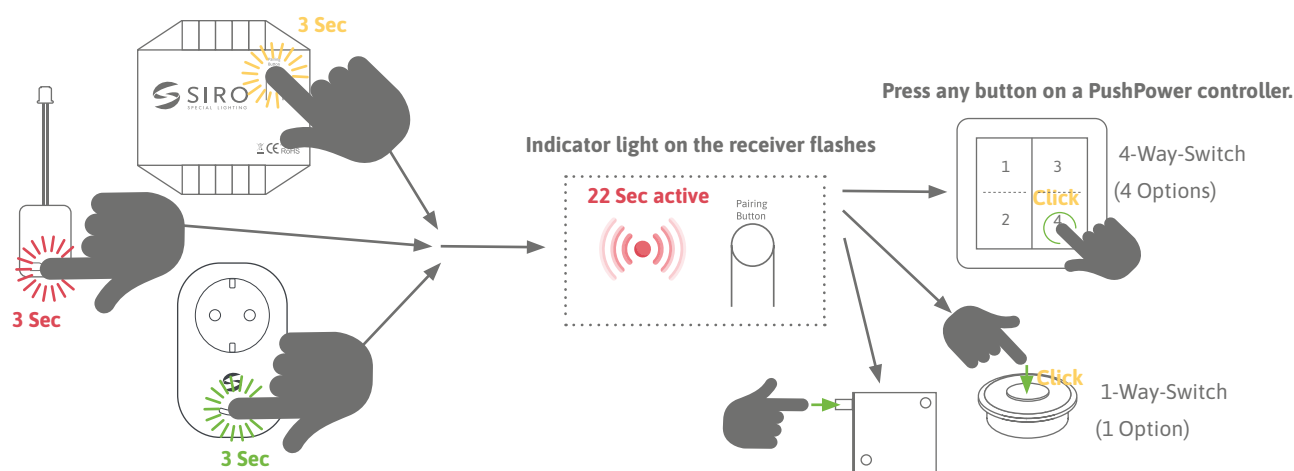 3 Sec
SIRO
SPECIAL LIGHTING
CE RoHS
3 Sec
3 Sec
Indicator light on the receiver flashes
22 Sec active
Pairing
Button
Press any button on a PushPower controller.
1
3
2
4
Click
4-Way-Switch
(4 Options)
Click
1-Way-Switch
(1 Option)